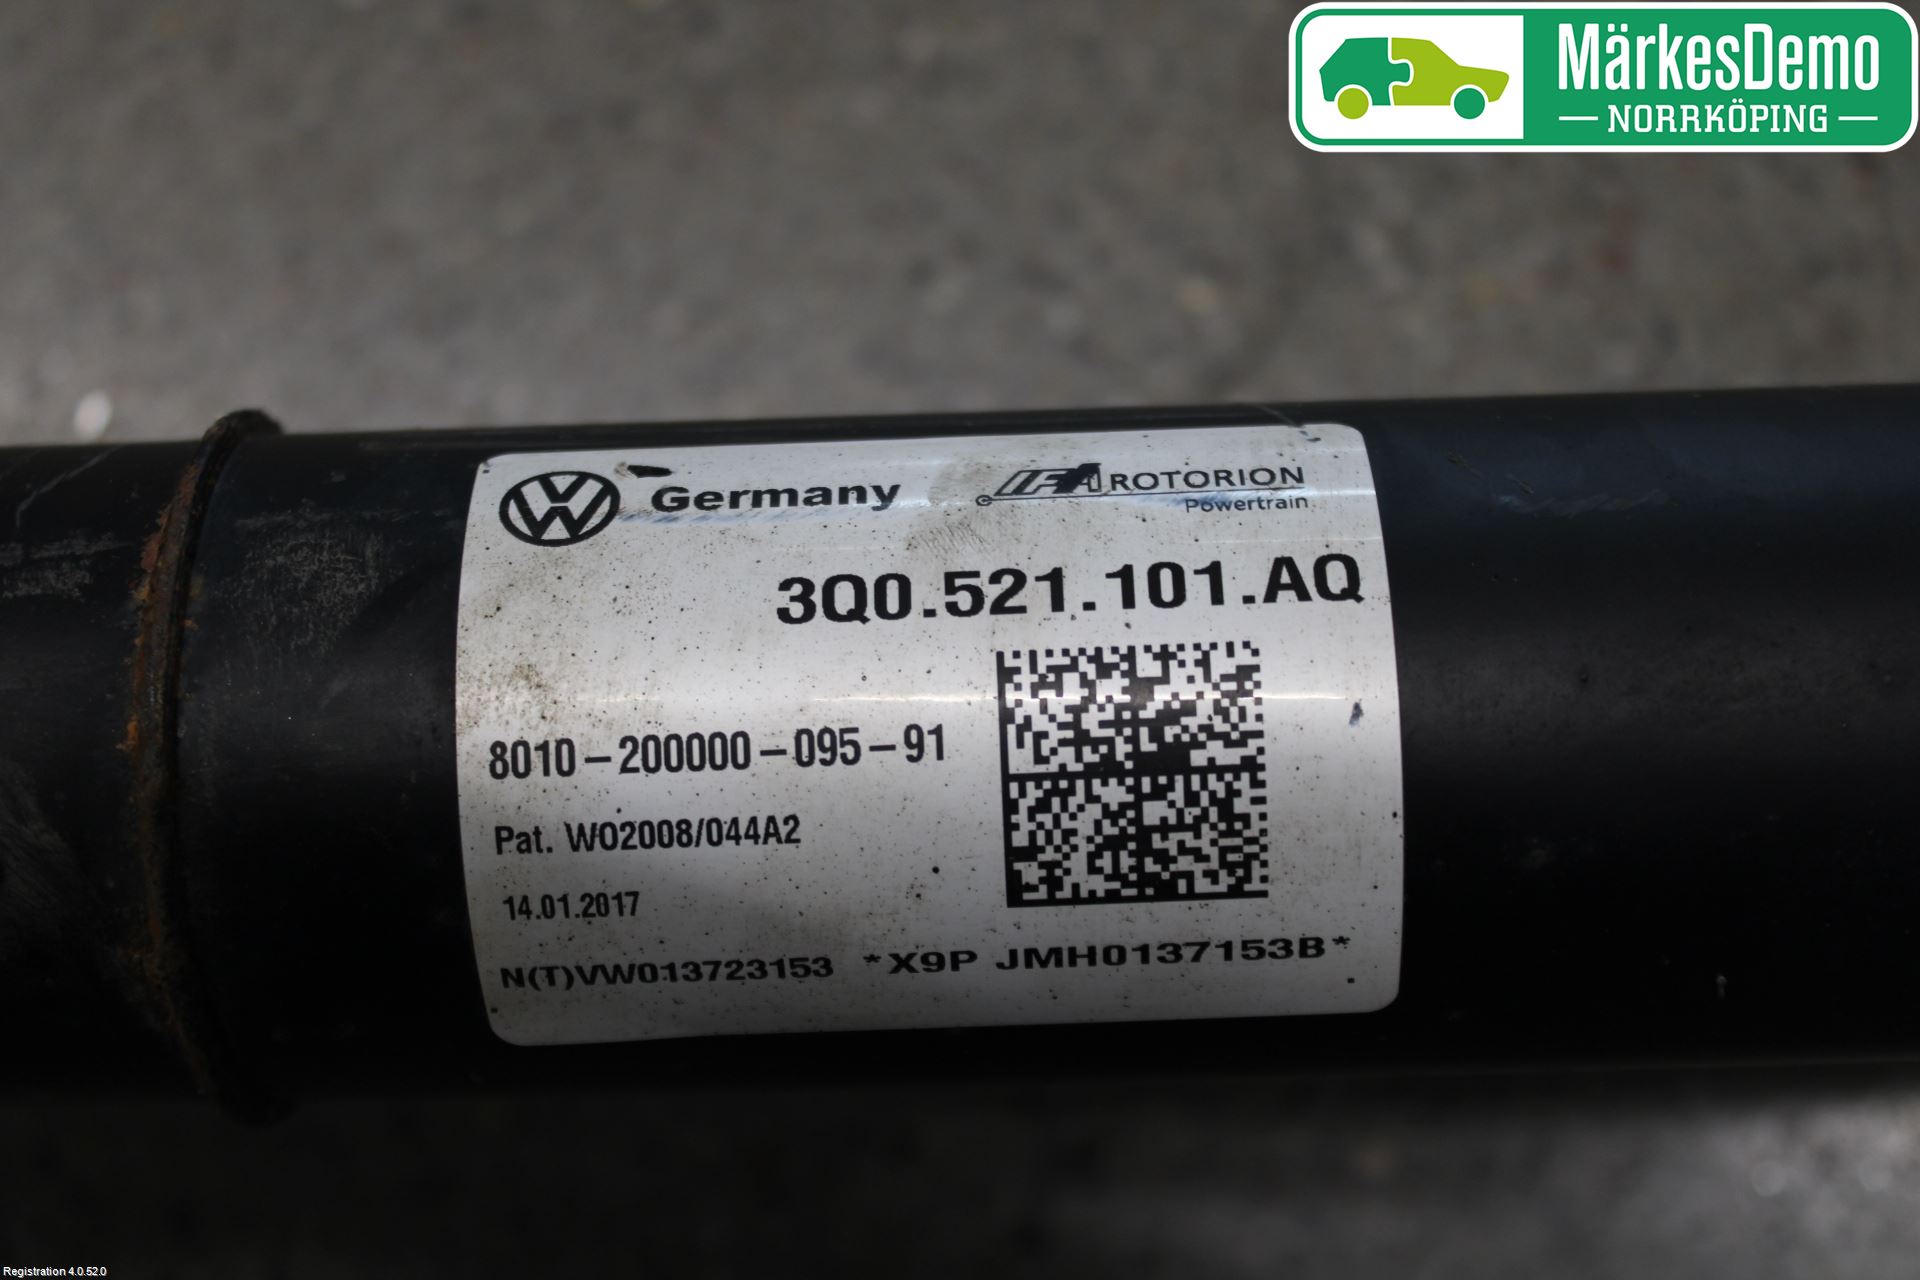 MärkesDemo
NORRKÖPING
Germany
IFA ROTORION
Powertrain
3Q0.521.101.AQ
8010-200000-095-91
Pat. WO2008/044A2
14.01.2017
N(T)VW013723153 *X9P JMH0137153B*
Registration 4.0.52.0